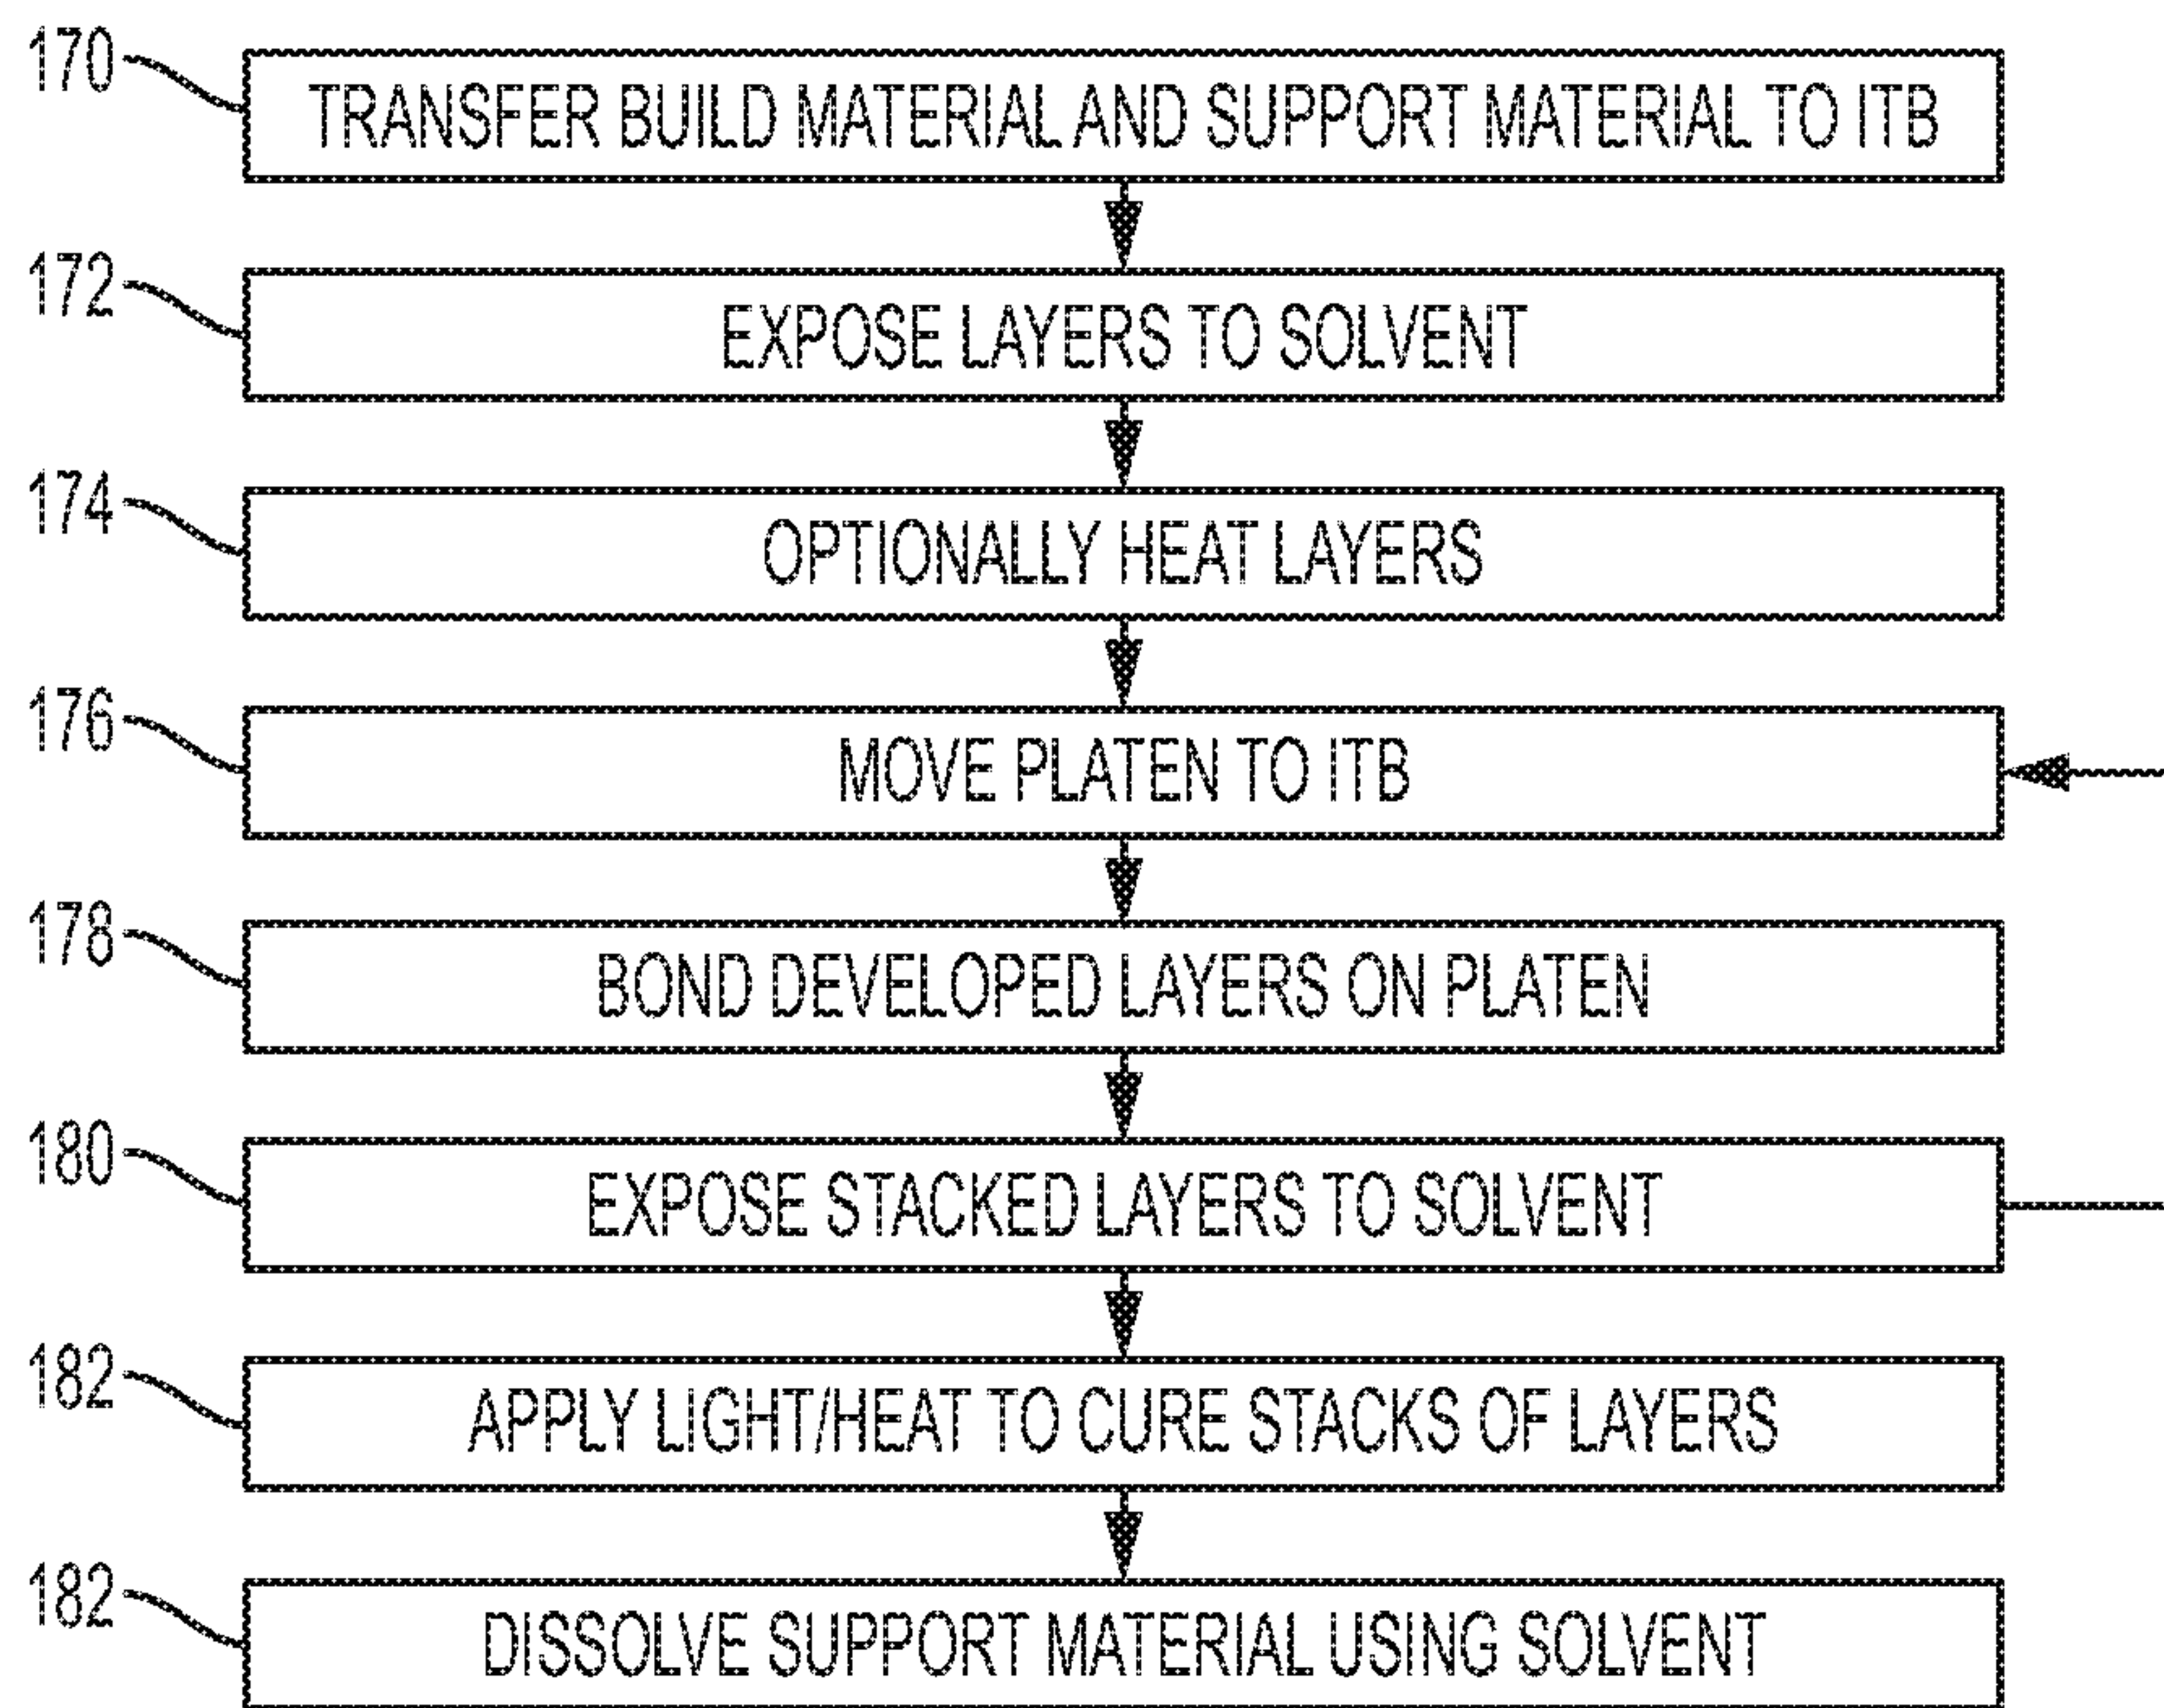 170 TRANSFER BUILD MATERIAL AND SUPPORT MATERIAL TO ITB
172 EXPOSE LAYERS TO SOLVENT
174 OPTIONALLY HEAT LAYERS
176 MOVE PLATEN TO ITB
178 BOND DEVELOPED LAYERS ON PLATEN
180 EXPOSE STACKED LAYERS TO SOLVENT
182 APPLY LIGHT/HEAT TO CURE STACKS OF LAYERS
182 DISSOLVE SUPPORT MATERIAL USING SOLVENT